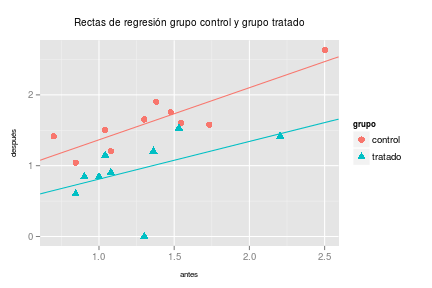 Rectas de regresión grupo control y grupo tratado
después
2
1
0
1.0 1.5 2.0 2.5
antes
grupo
control
tratado